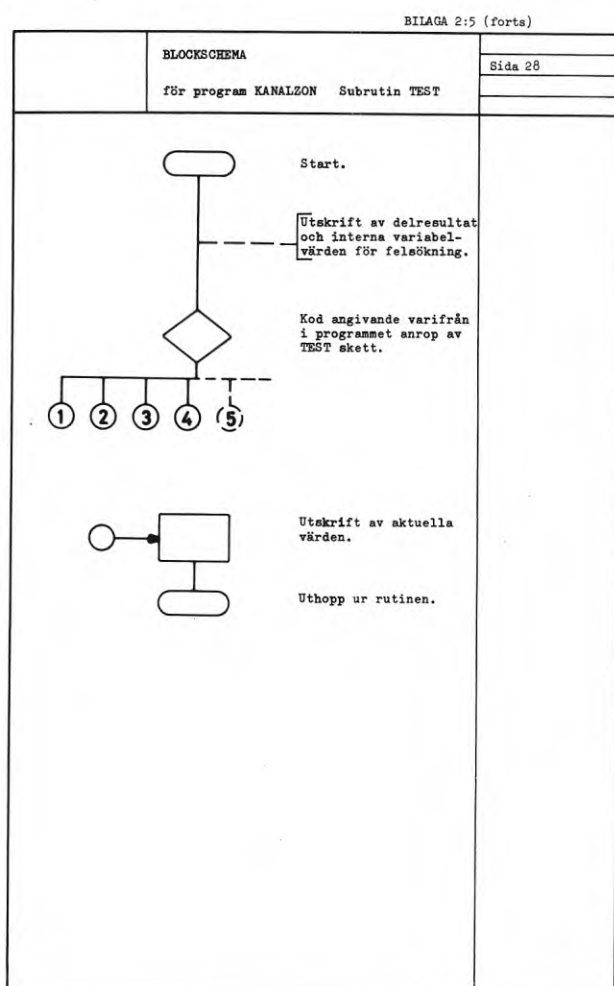 BILAGA 2:5 (forts)
BLOCKSCHEMA
Sida 28
för program KANALZON Subrutin TEST
Start.
Utskrift av delresultat
och interna variabel-
värden för felsökning.
Kod angivande varifrån
i programmet anrop av
TEST skett.
1 2 3 4 (5)
Utskrift av aktuella
värden.
Uthopp ur rutinen.